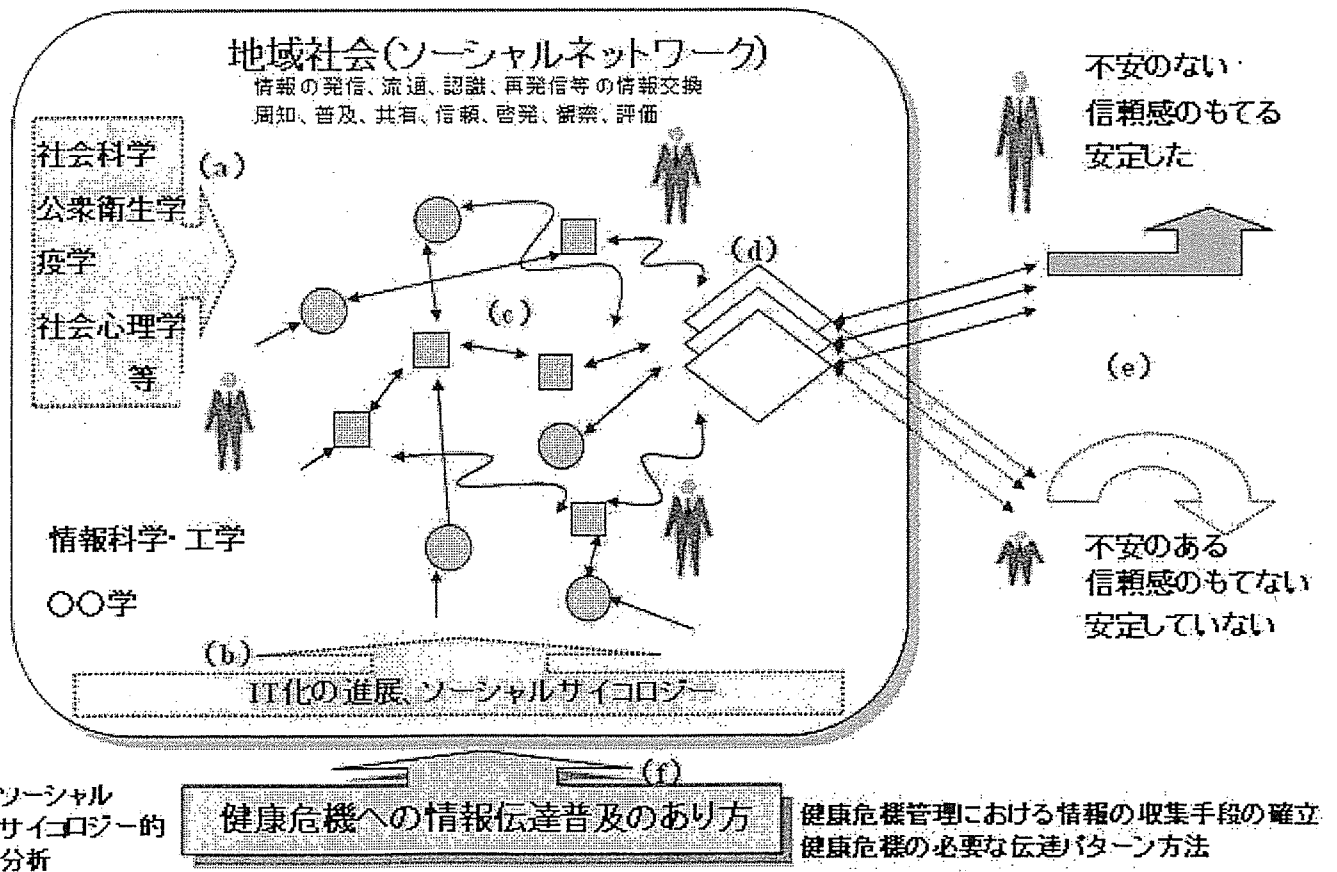 地域社会(ソーシャルネットワーク)
情報の発信、流通、認識、再発信等の情報交換
周知、普及、共有、信頼、啓発、観察、評価
社会科学
公衆衛生学
疫学
社会心理学
等
(a)
(c)
(d)
不安のない
信頼感のもてる
安定した
(e)
不安のある
信頼感のもてない
安定していない
情報科学・工学
○○学
(b)
IT化の進展、ソーシャルサイコロジー
(f)
ソーシャル
サイコロジー的
分析
健康危機への情報伝達普及のあり方
健康危機管理における情報の収集手段の確立
健康危機の必要な伝達パターン方法